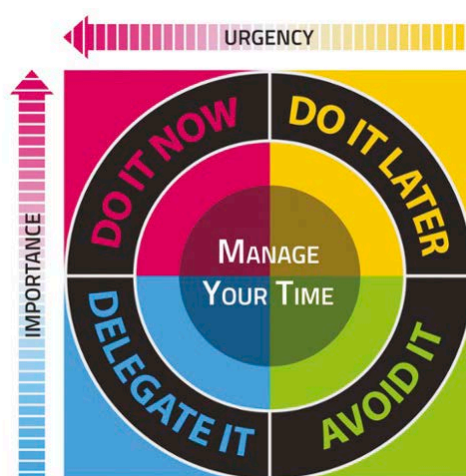 URGENCY
IMPORTANCE
DO IT NOW
DO IT LATER
MANAGE
YOUR TIME
DELEGATE IT
AVOID IT